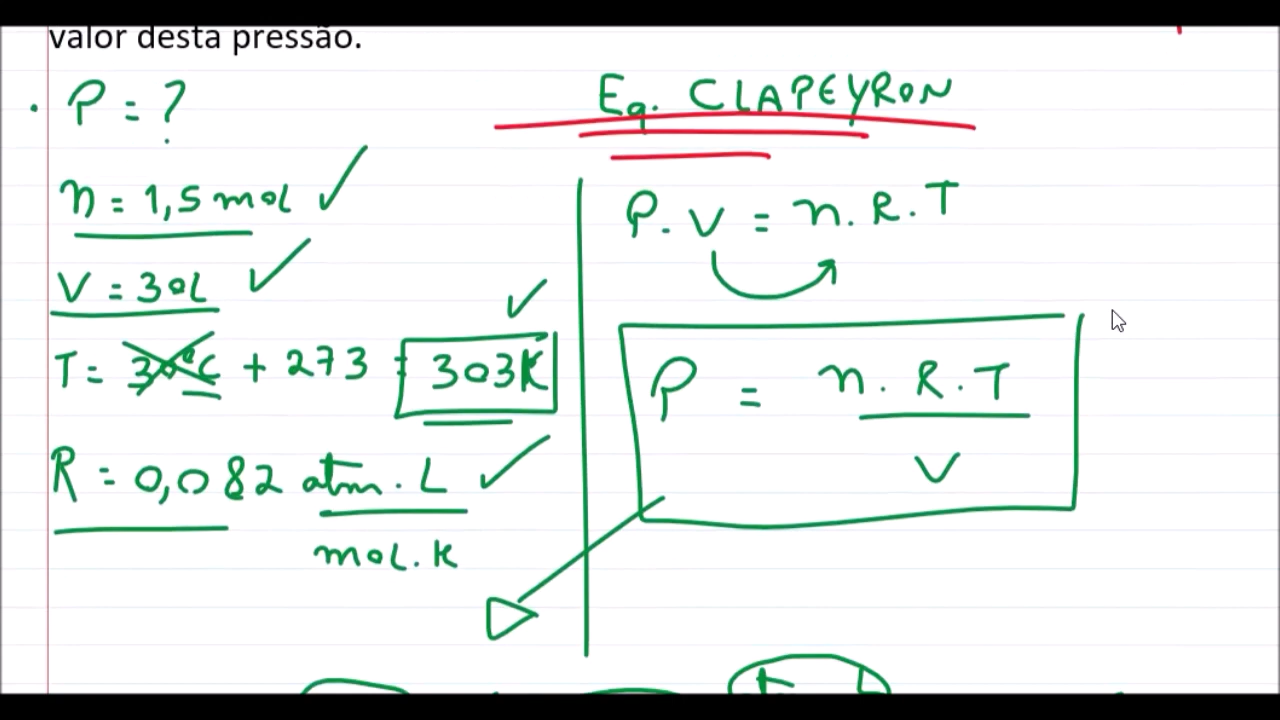 valor desta pressão.
. P = ?
n = 1,5 mol
V = 30L
T = 30°C + 273 = 303K
R = 0,082 atm. L
mol. K
Eq. CLAPEYRON
P. V = n. R. T
P = n. R. T
V